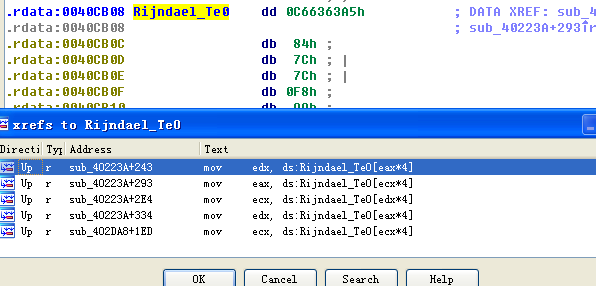 .rdata:0040CB08 Rijndael_Te0 dd 0C66363A5h ; DATA XREF: sub_4
.rdata:0040CB08 ; sub_40223A+293↑r
.rdata:0040CB0C db 84h ;
.rdata:0040CB0D db 7Ch ; |
.rdata:0040CB0E db 7Ch ; |
.rdata:0040CB0F db 0F8h ;
xrefs to Rijndael_Te0
Directi Typ Address Text
Up r sub_40223A+243 mov edx, ds:Rijndael_Te0[eax*4]
Up r sub_40223A+293 mov eax, ds:Rijndael_Te0[ecx*4]
Up r sub_40223A+2E4 mov ecx, ds:Rijndael_Te0[edx*4]
Up r sub_40223A+334 mov edx, ds:Rijndael_Te0[ecx*4]
Up r sub_402DA8+1ED mov ecx, ds:Rijndael_Te0[ecx*4]
OK Cancel Search Help